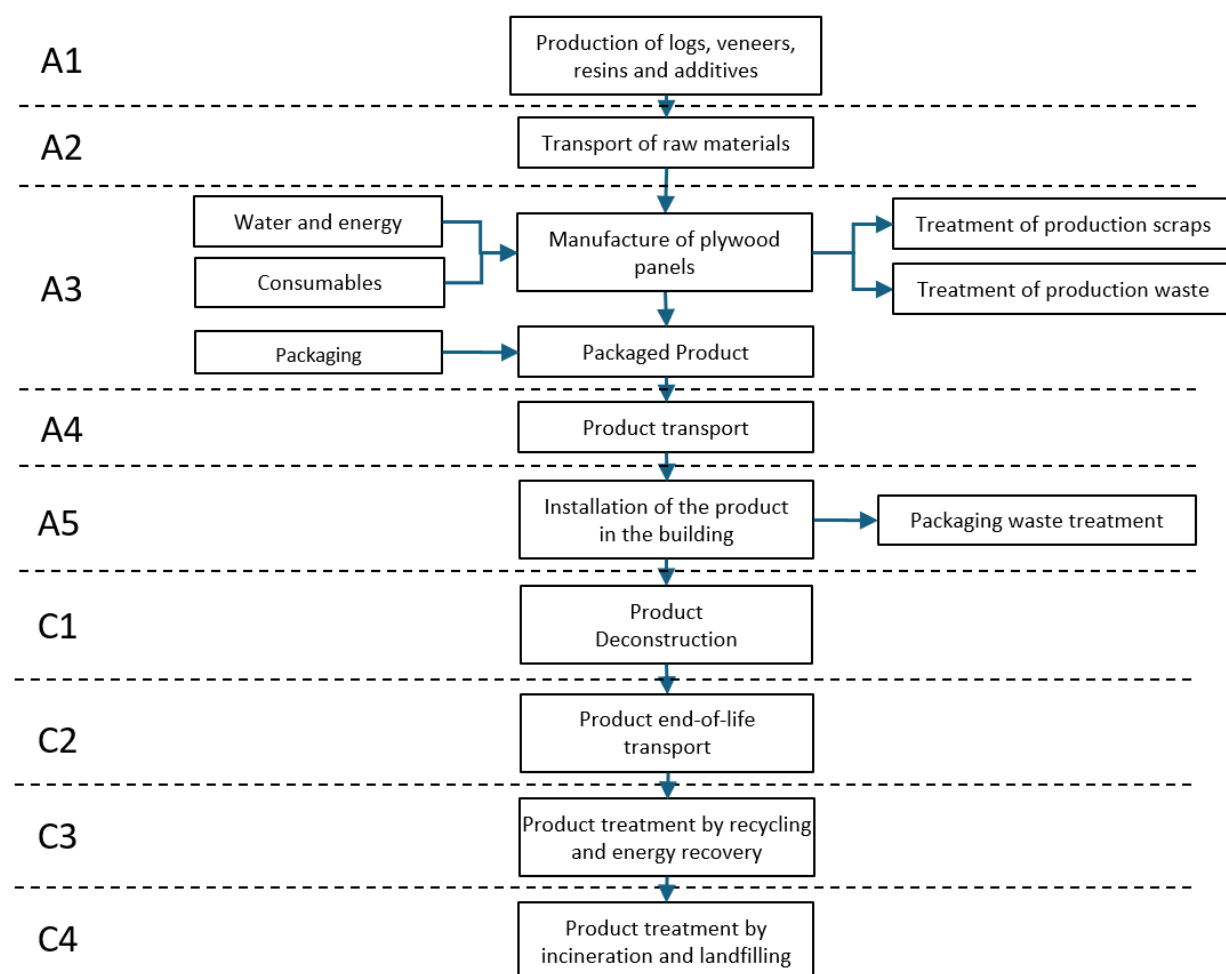 A1
Production of logs, veneers,
resins and additives
A2
Transport of raw materials
A3
Water and energy
Consumables
Manufacture of plywood
panels
Treatment of production scraps
Treatment of production waste
Packaging
Packaged Product
A4
Product transport
A5
Installation of the product
in the building
Packaging waste treatment
C1
Product
Deconstruction
C2
Product end-of-life
transport
C3
Product treatment by recycling
and energy recovery
C4
Product treatment by
incineration and landfilling